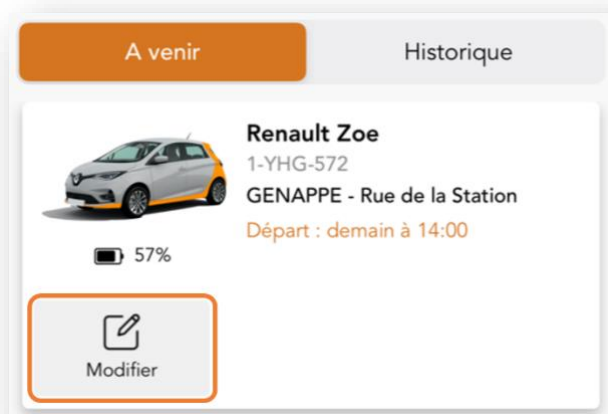 A venir
Historique
Renault Zoe
1-YHG-572
GENAPPE - Rue de la Station
Départ : demain à 14:00
57%
Modifier